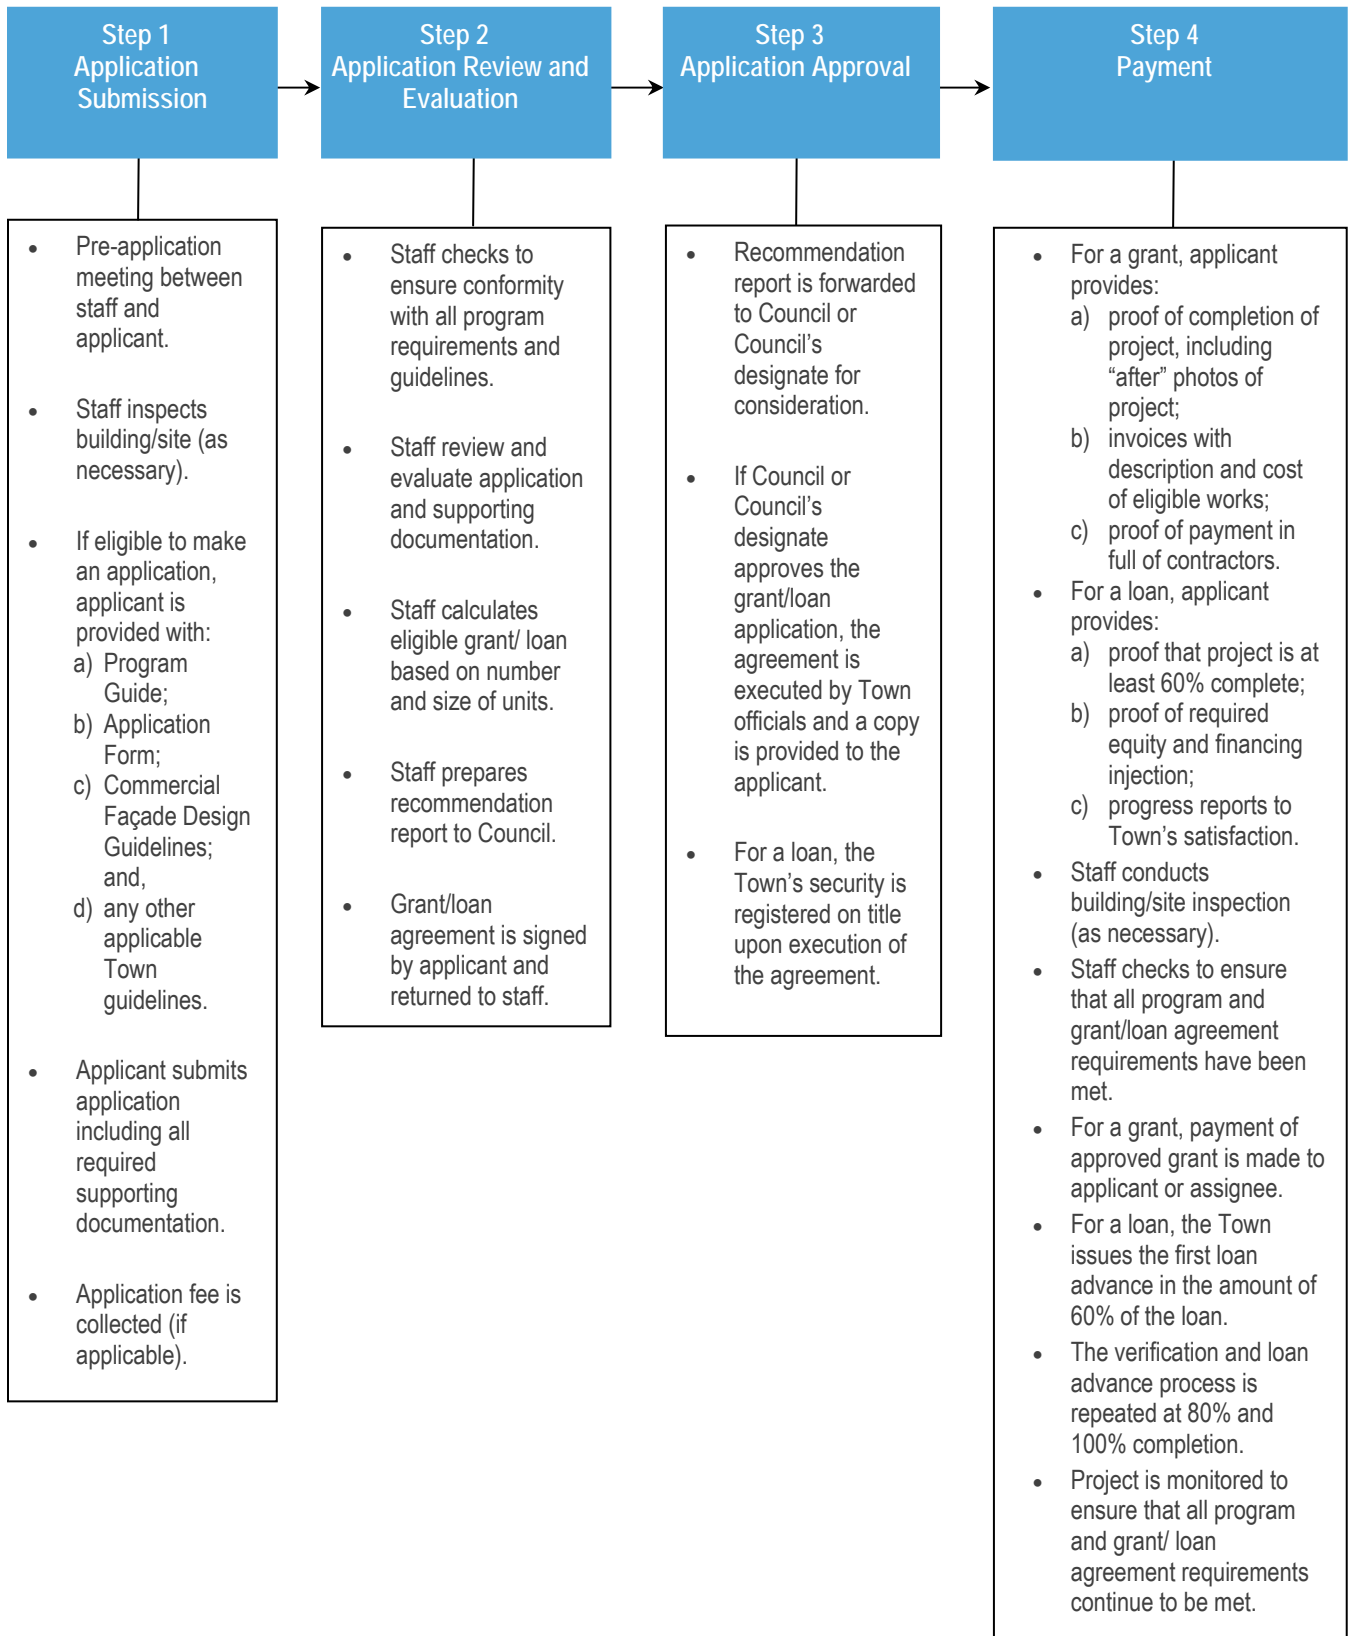 Step 1
Application
Submission
Step 2
Application Review and
Evaluation
Step 3
Application Approval
Step 4
Payment
• Pre-application
meeting between
staff and
applicant.
• Staff inspects
building/site (as
necessary).
• If eligible to make
an application,
applicant is
provided with:
a) Program
Guide;
b) Application
Form;
c) Commercial
Façade Design
Guidelines;
and,
d) any other
applicable
Town
guidelines.
• Applicant submits
application
including all
required
supporting
documentation.
• Application fee is
collected (if
applicable).
• Staff checks to
ensure conformity
with all program
requirements and
guidelines.
• Staff review and
evaluate application
and supporting
documentation.
• Staff calculates
eligible grant/ loan
based on number
and size of units.
• Staff prepares
recommendation
report to Council.
• Grant/loan
agreement is signed
by applicant and
returned to staff.
• Recommendation
report is forwarded
to Council or
Council’s
designate for
consideration.
• If Council or
Council’s
designate
approves the
grant/loan
application, the
agreement is
executed by Town
officials and a copy
is provided to the
applicant.
• For a loan, the
Town’s security is
registered on title
upon execution of
the agreement.
• For a grant, applicant
provides:
a) proof of completion of
project, including
“after” photos of
project;
b) invoices with
description and cost
of eligible works;
c) proof of payment in
full of contractors.
• For a loan, applicant
provides:
a) proof that project is at
least 60% complete;
b) proof of required
equity and financing
injection;
c) progress reports to
Town’s satisfaction.
• Staff conducts
building/site inspection
(as necessary).
• Staff checks to ensure
that all program and
grant/loan agreement
requirements have been
met.
• For a grant, payment of
approved grant is made to
applicant or assignee.
• For a loan, the Town
issues the first loan
advance in the amount of
60% of the loan.
• The verification and loan
advance process is
repeated at 80% and
100% completion.
• Project is monitored to
ensure that all program
and grant/ loan
agreement requirements
continue to be met.